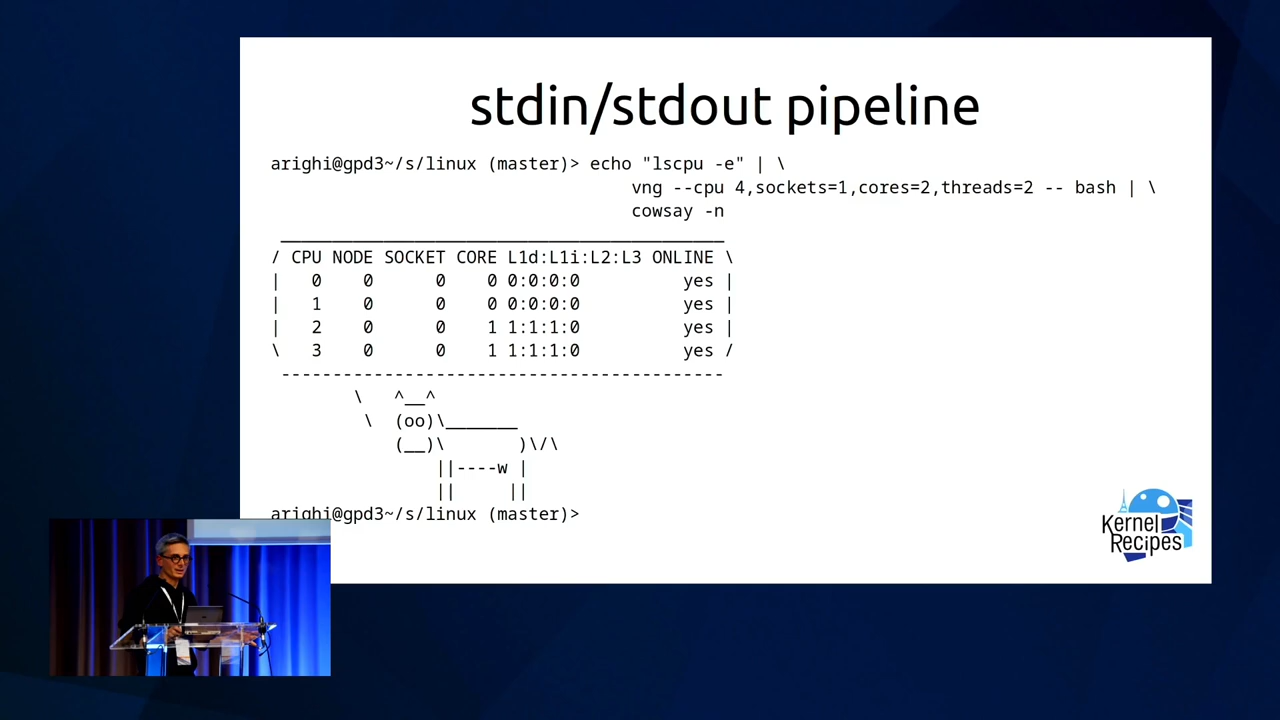 stdin/stdout pipeline
arighi@gpd3~/s/linux (master)> echo "lscpu -e" | \
                                   vng --cpu 4,sockets=1,cores=2,threads=2 -- bash | \
                                   cowsay -n
 ___________________________________________
/ CPU NODE SOCKET CORE L1d:L1i:L2:L3 ONLINE \
|   0    0      0    0 0:0:0:0          yes |
|   1    0      0    0 0:0:0:0          yes |
|   2    0      0    1 1:1:1:0          yes |
\   3    0      0    1 1:1:1:0          yes /
 -------------------------------------------
        \   ^__^
         \  (oo)\_______
            (__)\       )\/\
                ||----w |
                ||     ||
arighi@gpd3~/s/linux (master)>
Kernel
Recipes